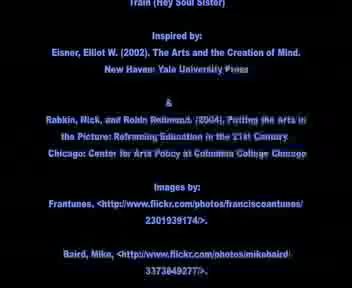 Train (Hey Soul Sister)
Inspired by:
Eisner, Elliot W. (2002). The Arts and the Creation of Mind.
New Haven: Yale University Press
&
Rabkin, Nick, and Robin Redmond. (2004). Putting the Arts in
the Picture: Reframing Education in the 21st Century
Chicago: Center for Arts Policy at Columbia College Chicago
Images by:
Frantunes, <http://www.flickr.com/photos/franciscoantunes/
2301939174/>.
Baird, Mike, <http://www.flickr.com/photos/mikebaird/